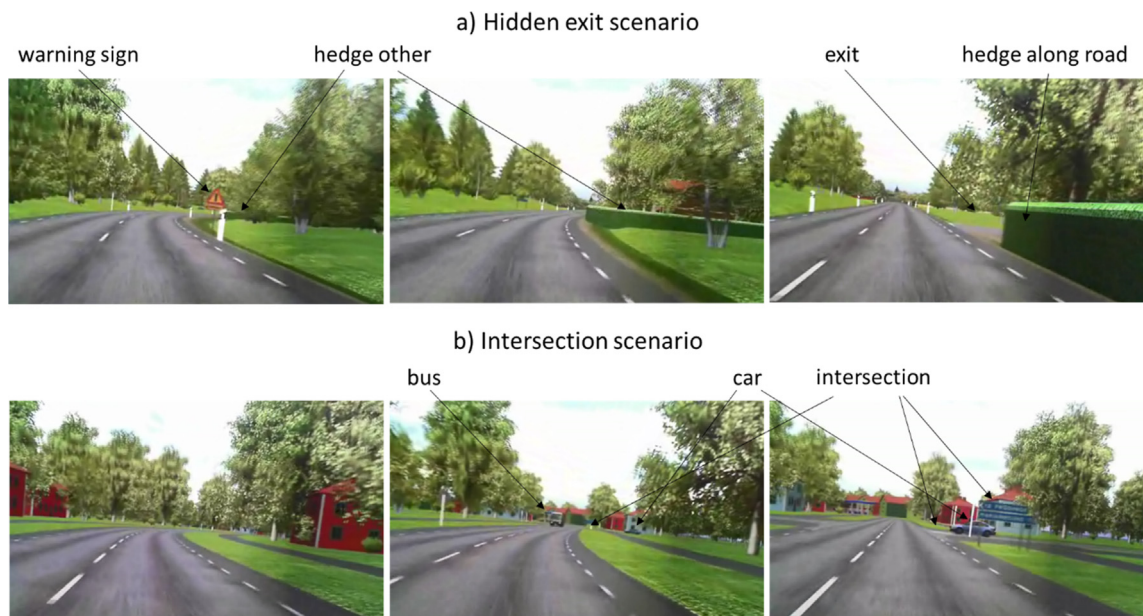 a) Hidden exit scenario
warning sign
hedge other
exit
hedge along road
b) Intersection scenario
bus
car
intersection